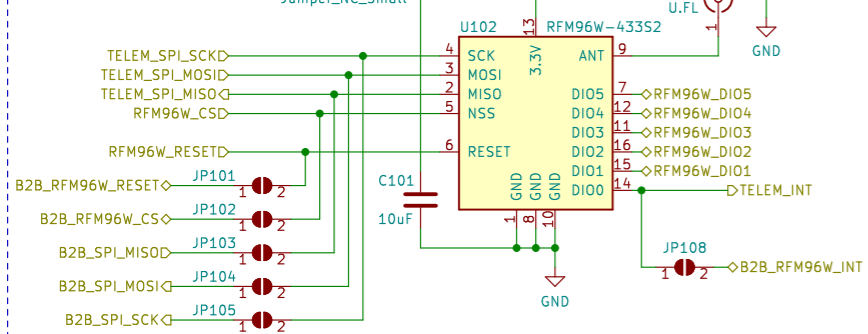 Jumper_NC_Small
U.FL
1
GND
U102
RFM96W-433S2
13
3.3V
TELEM_SPI_SCK
4
SCK
ANT
9
TELEM_SPI_MOSI
3
MOSI
TELEM_SPI_MISO
2
MISO
DIO5
7
RFM96W_DIO5
RFM96W_CS
5
NSS
DIO4
12
RFM96W_DIO4
DIO3
11
RFM96W_DIO3
RFM96W_RESET
6
RESET
DIO2
16
RFM96W_DIO2
DIO1
15
RFM96W_DIO1
DIO0
14
TELEM_INT
GND
GND
GND
1
8
10
GND
C101
10uF
B2B_RFM96W_RESET
JP101
1
2
B2B_RFM96W_CS
JP102
1
2
B2B_SPI_MISO
JP103
1
2
B2B_SPI_MOSI
JP104
1
2
B2B_SPI_SCK
JP105
1
2
JP108
1
2
B2B_RFM96W_INT